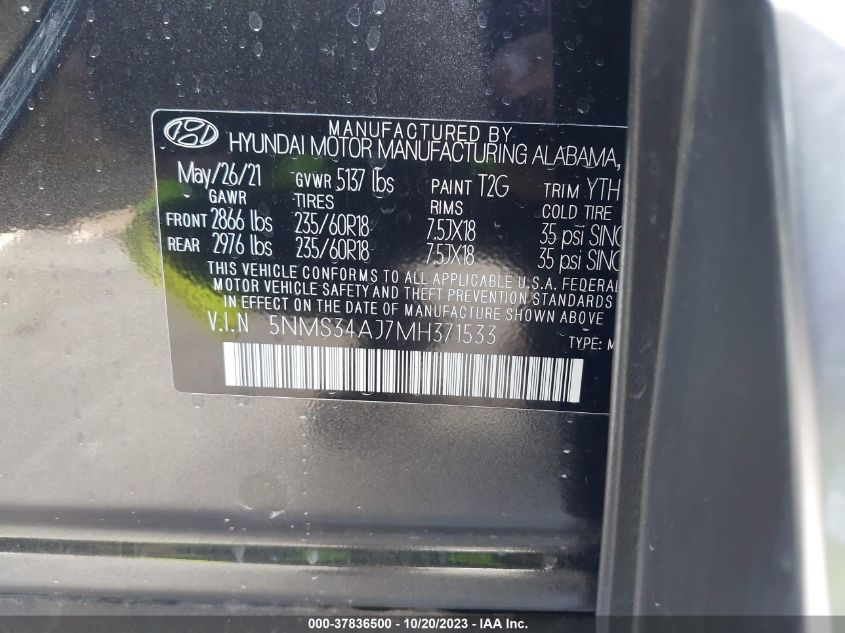 MANUFACTURED BY
HYUNDAI MOTOR MANUFACTURING ALABAMA,
May/26/21 GVWR 5137 lbs PAINT T2G TRIM YTH
GAWR TIRES RIMS COLD TIRE
FRONT 2866 lbs 235/60R18 7.5JX18 35 psi SING
REAR 2976 lbs 235/60R18 7.5JX18 35 psi SING
THIS VEHICLE CONFORMS TO ALL APPLICABLE U.S.A. FEDERAL
MOTOR VEHICLE SAFETY AND THEFT PREVENTION STANDARDS
IN EFFECT ON THE DATE OF MANUFACTURE SHOWN ABOVE
V.I.N 5NMS34AJ7MH371533 TYPE: M
000-37836500 - 10/20/2023 - IAA Inc.